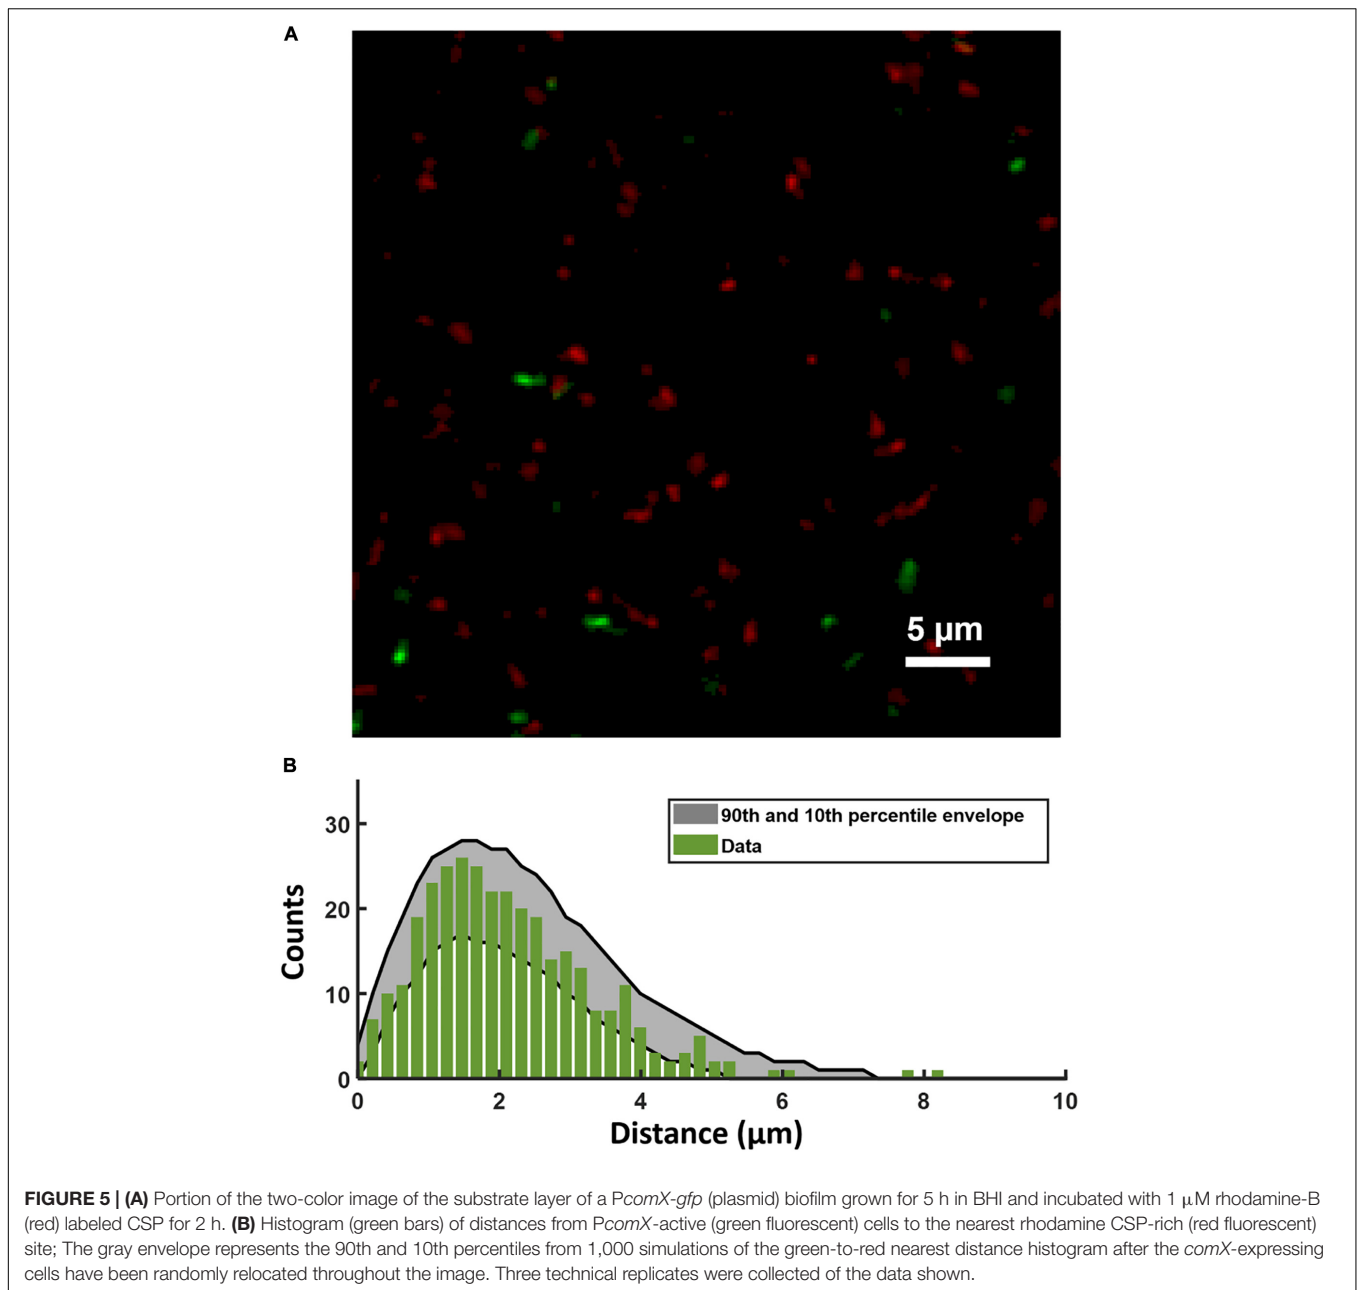 A
5 µm
B
30
20
10
0
Counts
90th and 10th percentile envelope
Data
0 2 4 6 8 10
Distance (µm)
FIGURE 5 | (A) Portion of the two-color image of the substrate layer of a PcomX-gfp (plasmid) biofilm grown for 5 h in BHI and incubated with 1 µM rhodamine-B
(red) labeled CSP for 2 h. (B) Histogram (green bars) of distances from PcomX-active (green fluorescent) cells to the nearest rhodamine CSP-rich (red fluorescent)
site; The gray envelope represents the 90th and 10th percentiles from 1,000 simulations of the green-to-red nearest distance histogram after the comX-expressing
cells have been randomly relocated throughout the image. Three technical replicates were collected of the data shown.